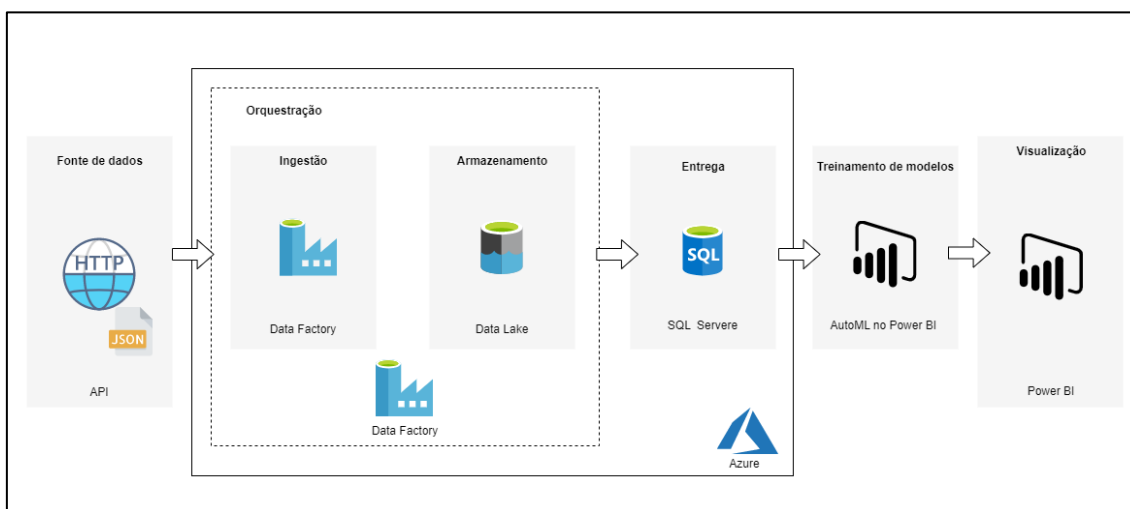 Orquestração
Fonte de dados
HTTP
JSON
API
Ingestão
Data Factory
Armazenamento
Data Lake
Data Factory
Entrega
SQL
SQL Servere
Azure
Treinamento de modelos
AutoML no Power BI
Visualização
Power BI